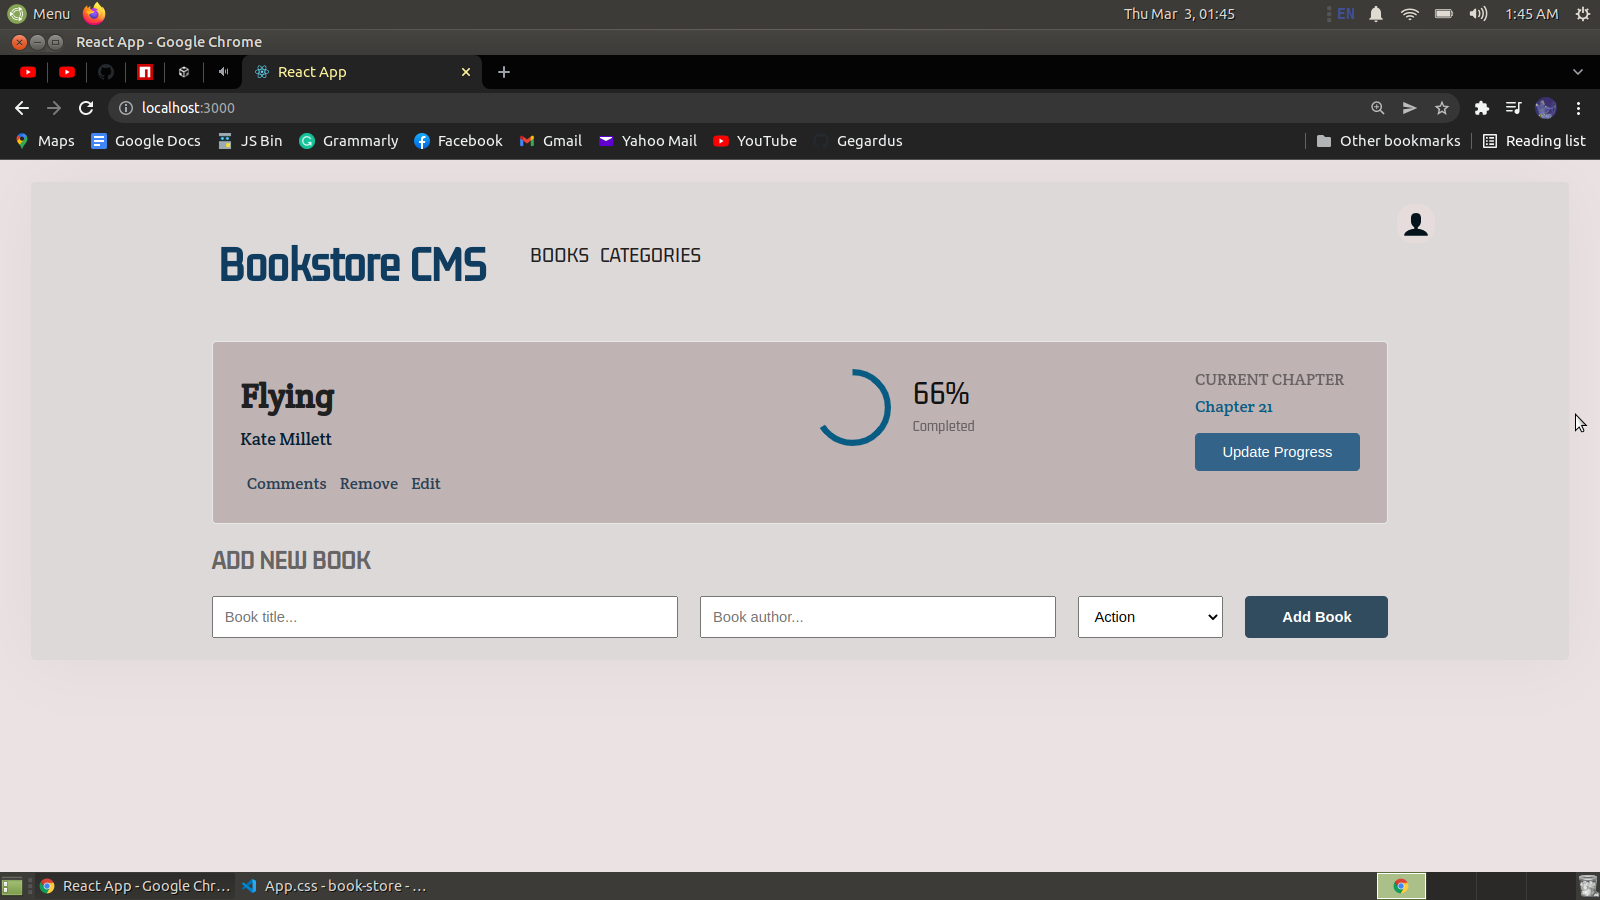 Menu
Thu Mar 3, 01:45
EN
1:45 AM
React App - Google Chrome
React App
localhost:3000
Maps
Google Docs
JS Bin
Grammarly
Facebook
Gmail
Yahoo Mail
YouTube
Gegardus
Other bookmarks
Reading list
Bookstore CMS
BOOKS CATEGORIES
Flying
Kate Millett
Comments Remove Edit
66%
Completed
CURRENT CHAPTER
Chapter 21
Update Progress
ADD NEW BOOK
Book title...
Book author...
Action
Add Book
React App - Google Chr...
App.css - book-store - ...